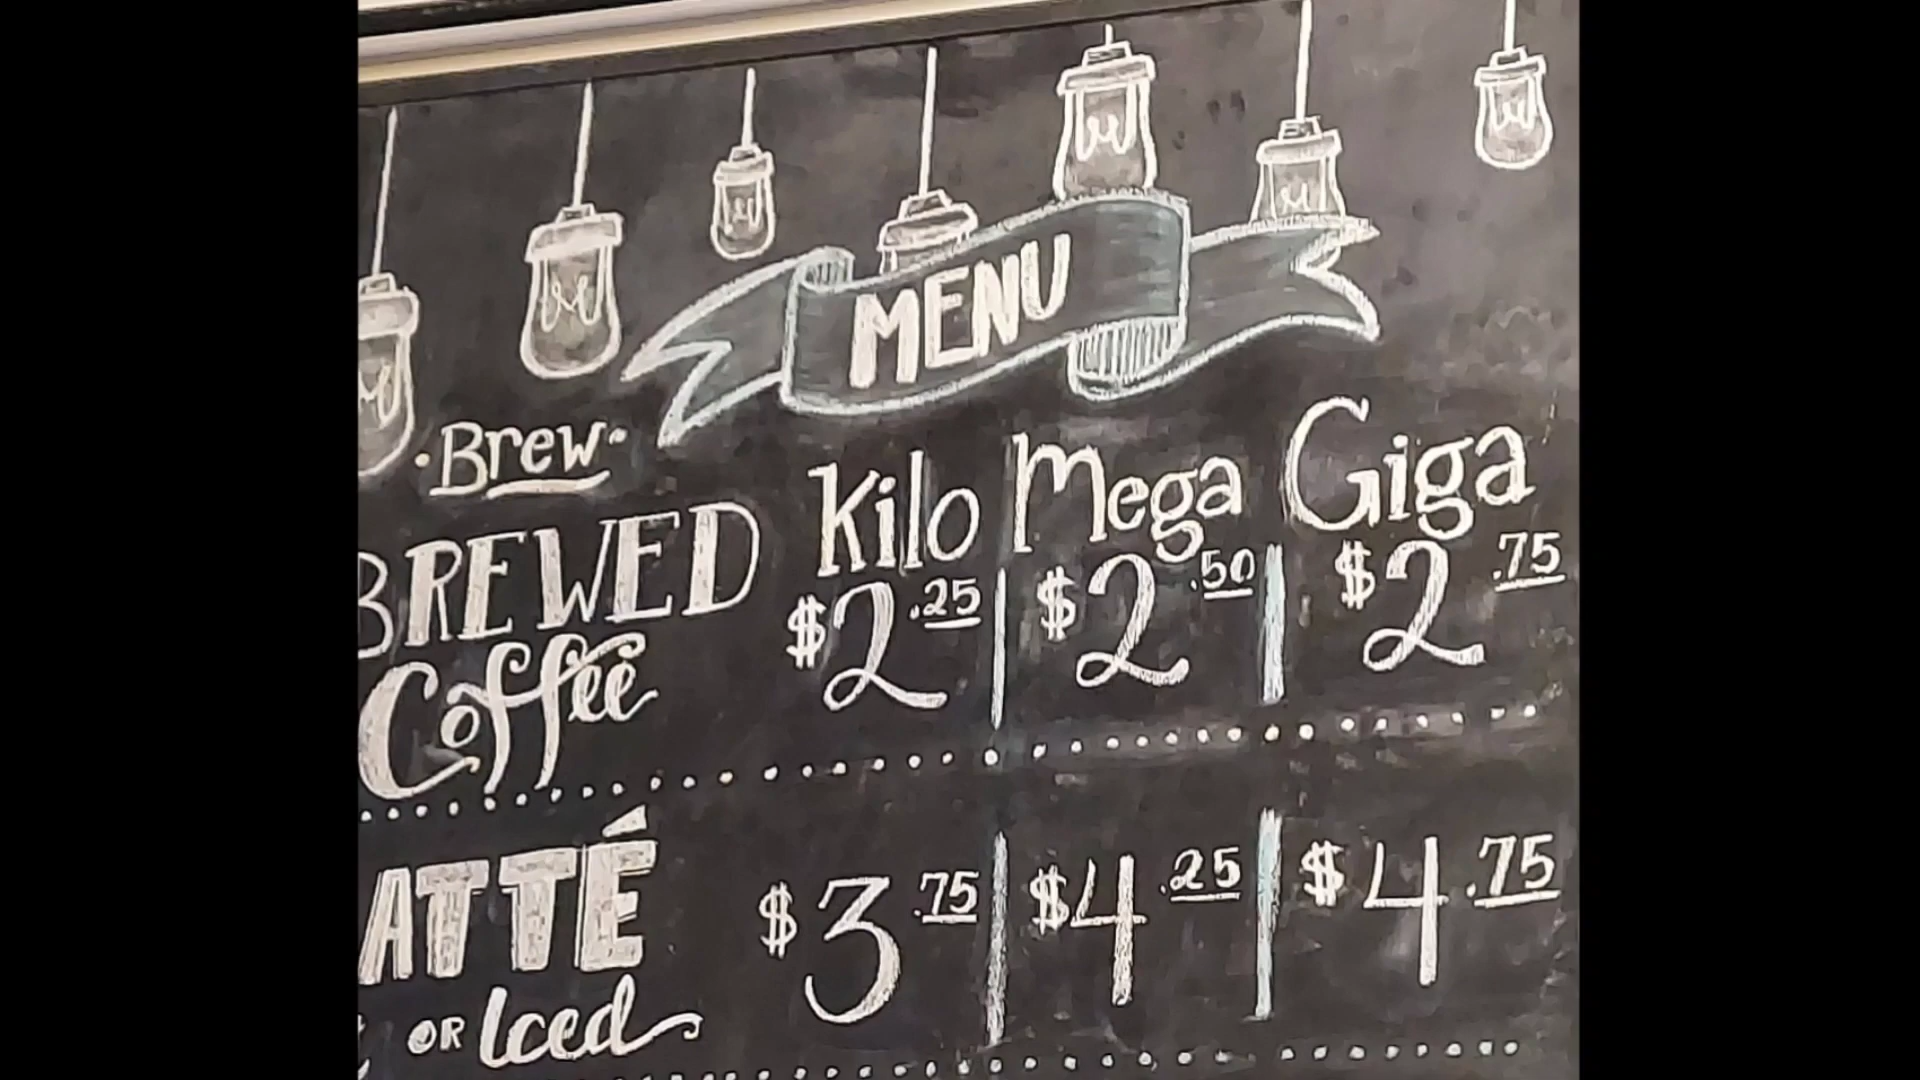 MENU
·Brew·
Kilo Mega Giga
BREWED Coffee $2.25 $2.50 $2.75
ATTÉ $3.75 $4.25 $4.75
OR Iced